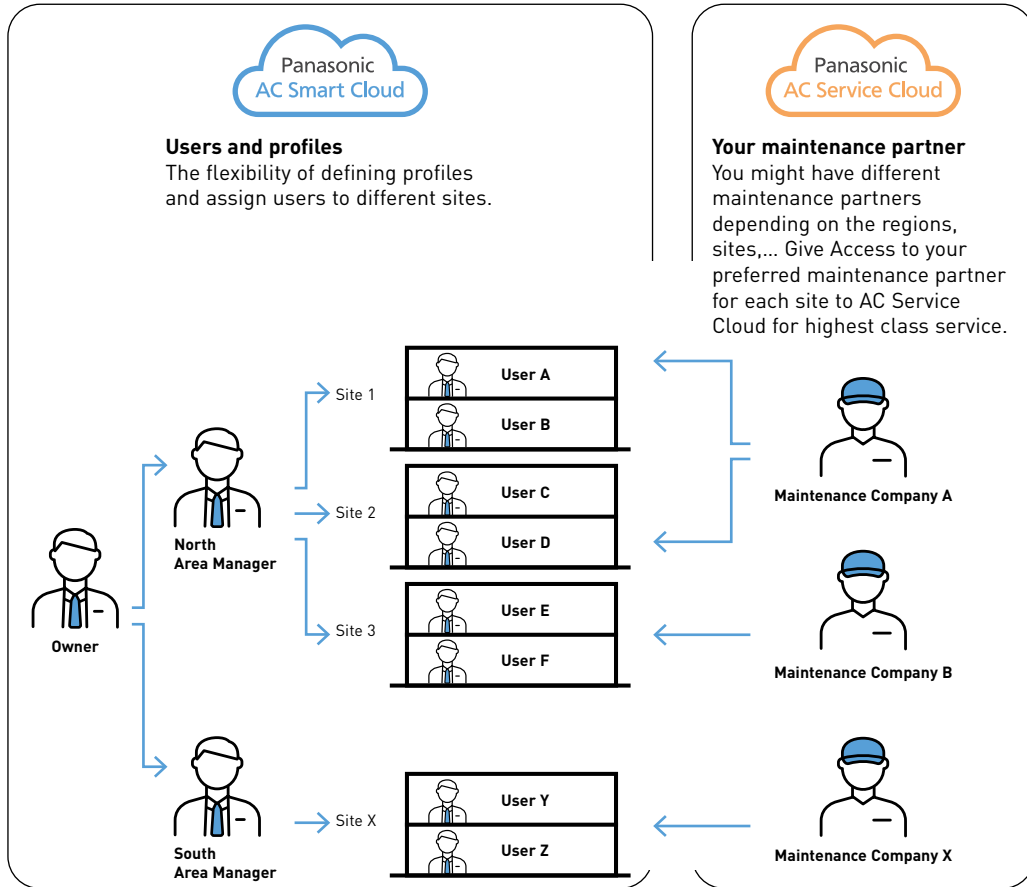 Panasonic
AC Smart Cloud
Users and profiles
The flexibility of defining profiles
and assign users to different sites.
Panasonic
AC Service Cloud
Your maintenance partner
You might have different
maintenance partners
depending on the regions,
sites,... Give Access to your
preferred maintenance partner
for each site to AC Service
Cloud for highest class service.
Owner
North
Area Manager
South
Area Manager
Site 1
User A
User B
Site 2
User C
User D
Site 3
User E
User F
Site X
User Y
User Z
Maintenance Company A
Maintenance Company B
Maintenance Company X